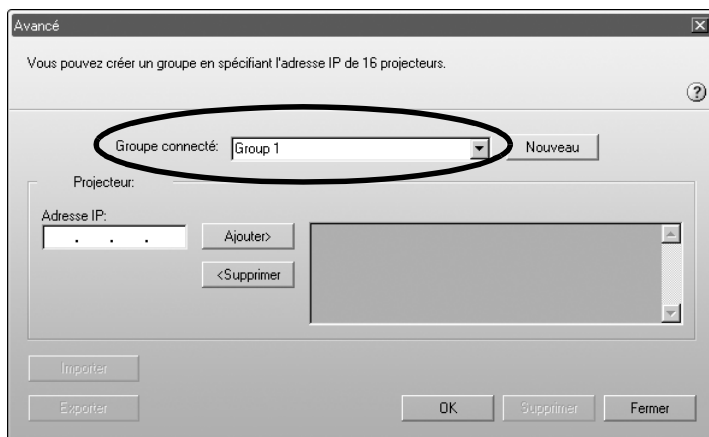 Avancé
Vous pouvez créer un groupe en spécifiant l'adresse IP de 16 projecteurs.
Groupe connecté: Group 1 Nouveau
Projecteur:
Adresse IP:
. . . Ajouter>
<Supprimer
Importer
Exporter OK Supprimer Fermer